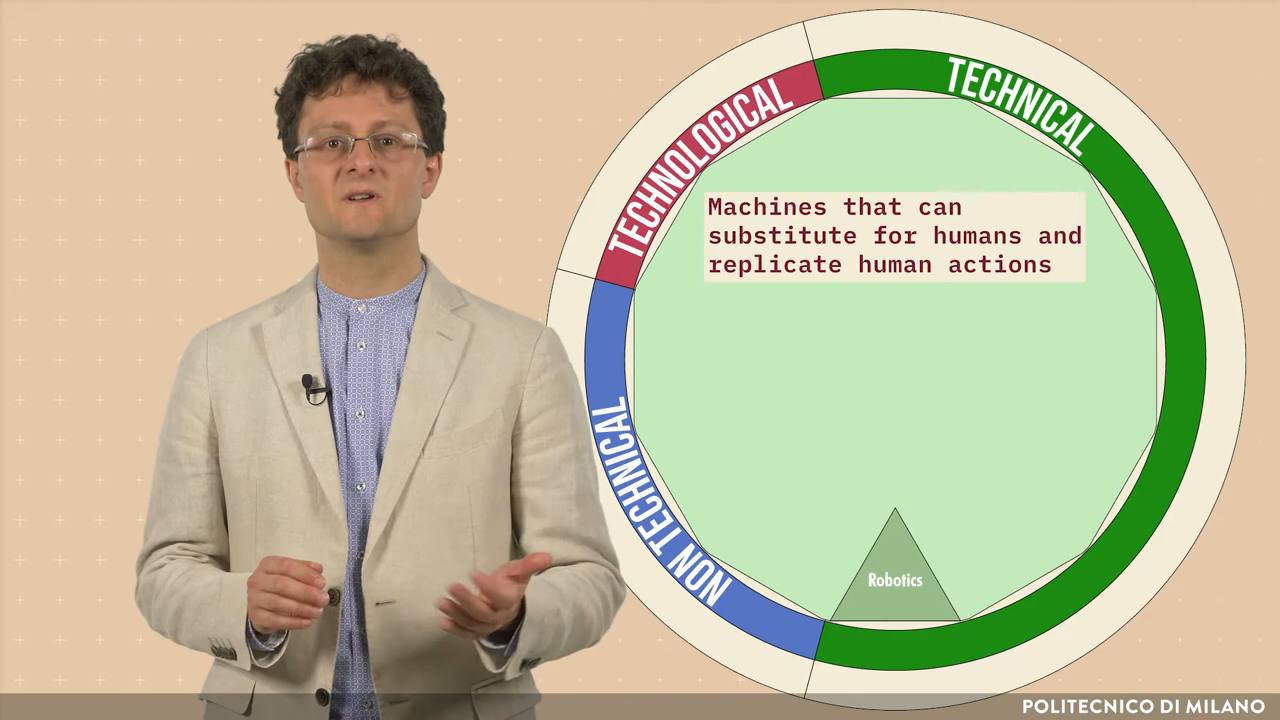 TECHNOLOGICAL
TECHNICAL
Machines that can
substitute for humans and
replicate human actions
NON TECHNICAL
Robotics
POLITECNICO DI MILANO